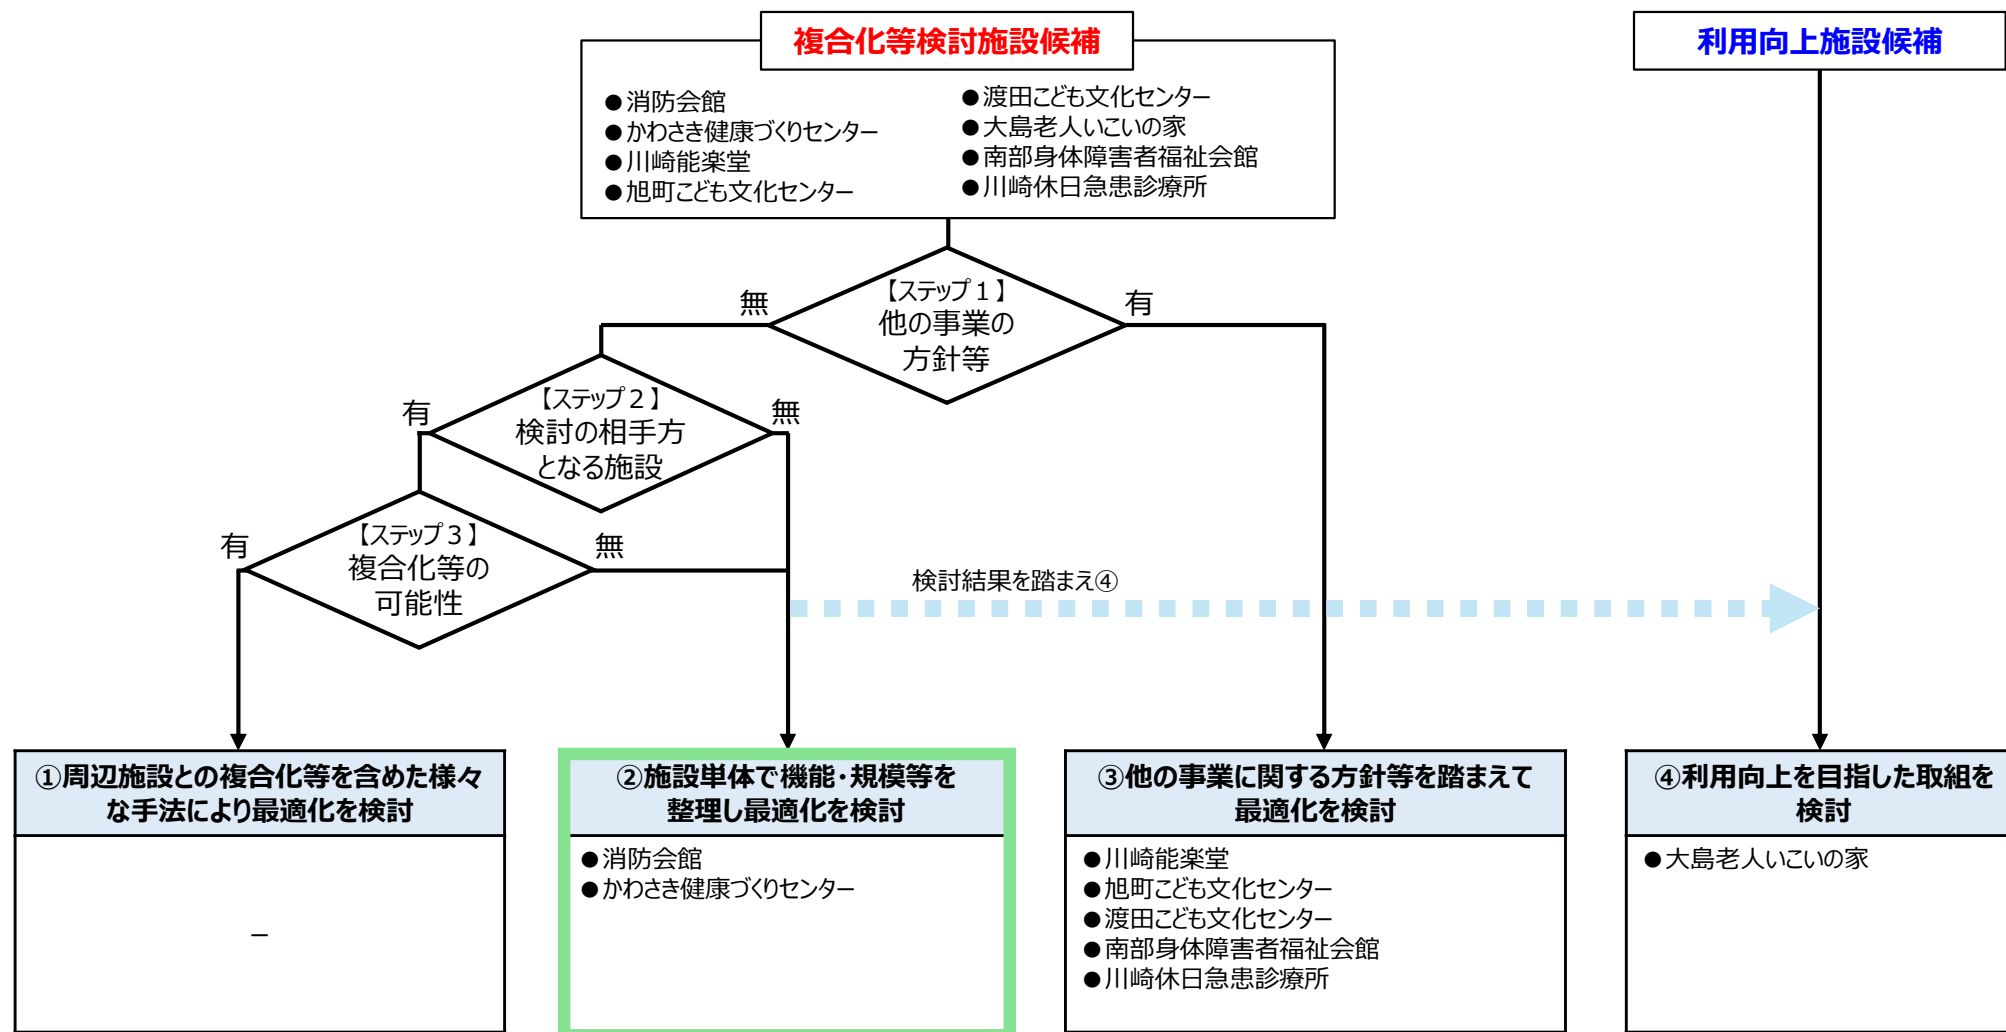 複合化等検討施設候補
利用向上施設候補
●消防会館
●かわさき健康づくりセンター
●川崎能楽堂
●旭町こども文化センター
●渡田こども文化センター
●大島老人いこいの家
●南部身体障害者福祉会館
●川崎休日急患診療所
【ステップ１】
他の事業の
方針等
無
有
【ステップ２】
検討の相手方
となる施設
有
無
【ステップ３】
複合化等の
可能性
有
無
検討結果を踏まえ④
①周辺施設との複合化等を含めた様々
な手法により最適化を検討
－
②施設単体で機能・規模等を
整理し最適化を検討
●消防会館
●かわさき健康づくりセンター
③他の事業に関する方針等を踏まえて
最適化を検討
●川崎能楽堂
●旭町こども文化センター
●渡田こども文化センター
●南部身体障害者福祉会館
●川崎休日急患診療所
④利用向上を目指した取組を
検討
●大島老人いこいの家